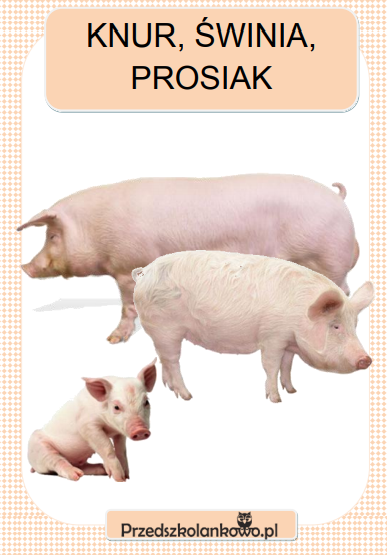 KNUR, ŚWINIA,
PROSIAK
Przedszkolankowo.pl